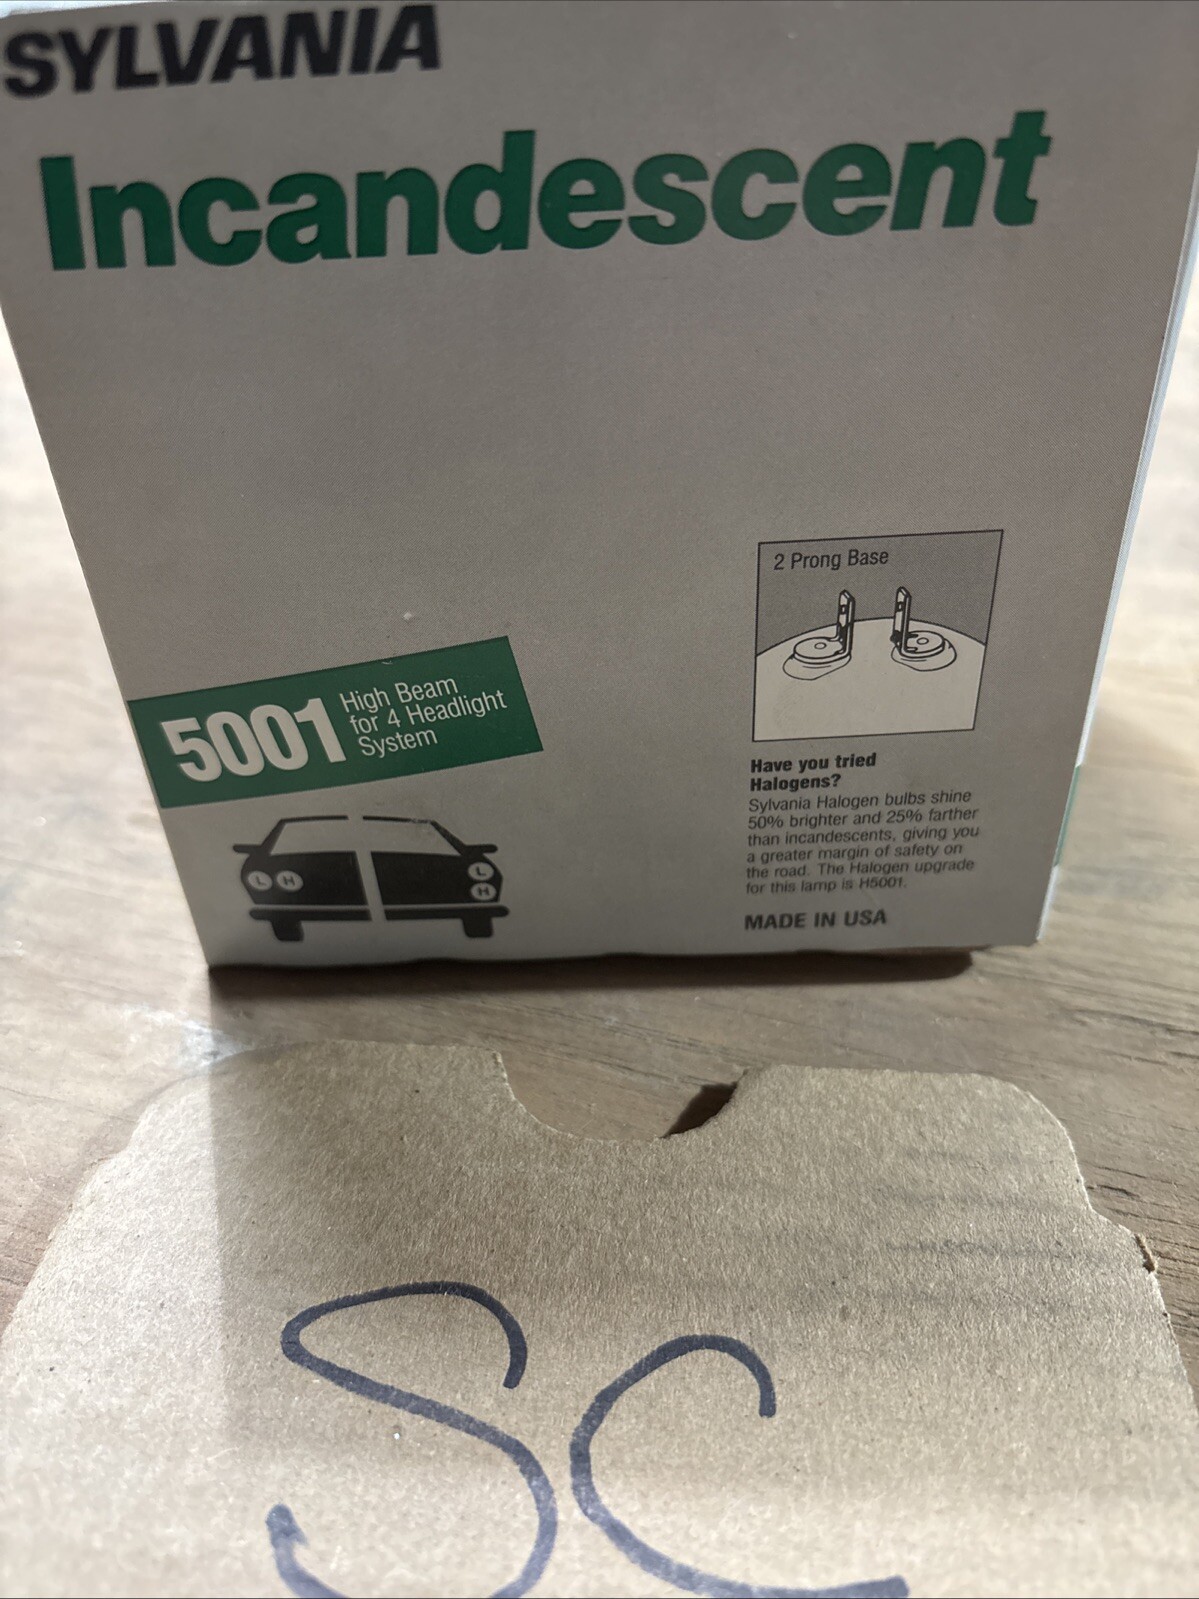 SYLVANIA
Incandescent
2 Prong Base
5001
High Beam
for 4 Headlight
System
L H
L
H
Have you tried
Halogens?
Sylvania Halogen bulbs shine
50% brighter and 25% farther
than incandescents, giving you
a greater margin of safety on
the road. The Halogen upgrade
for this lamp is H5001.
MADE IN USA
SC